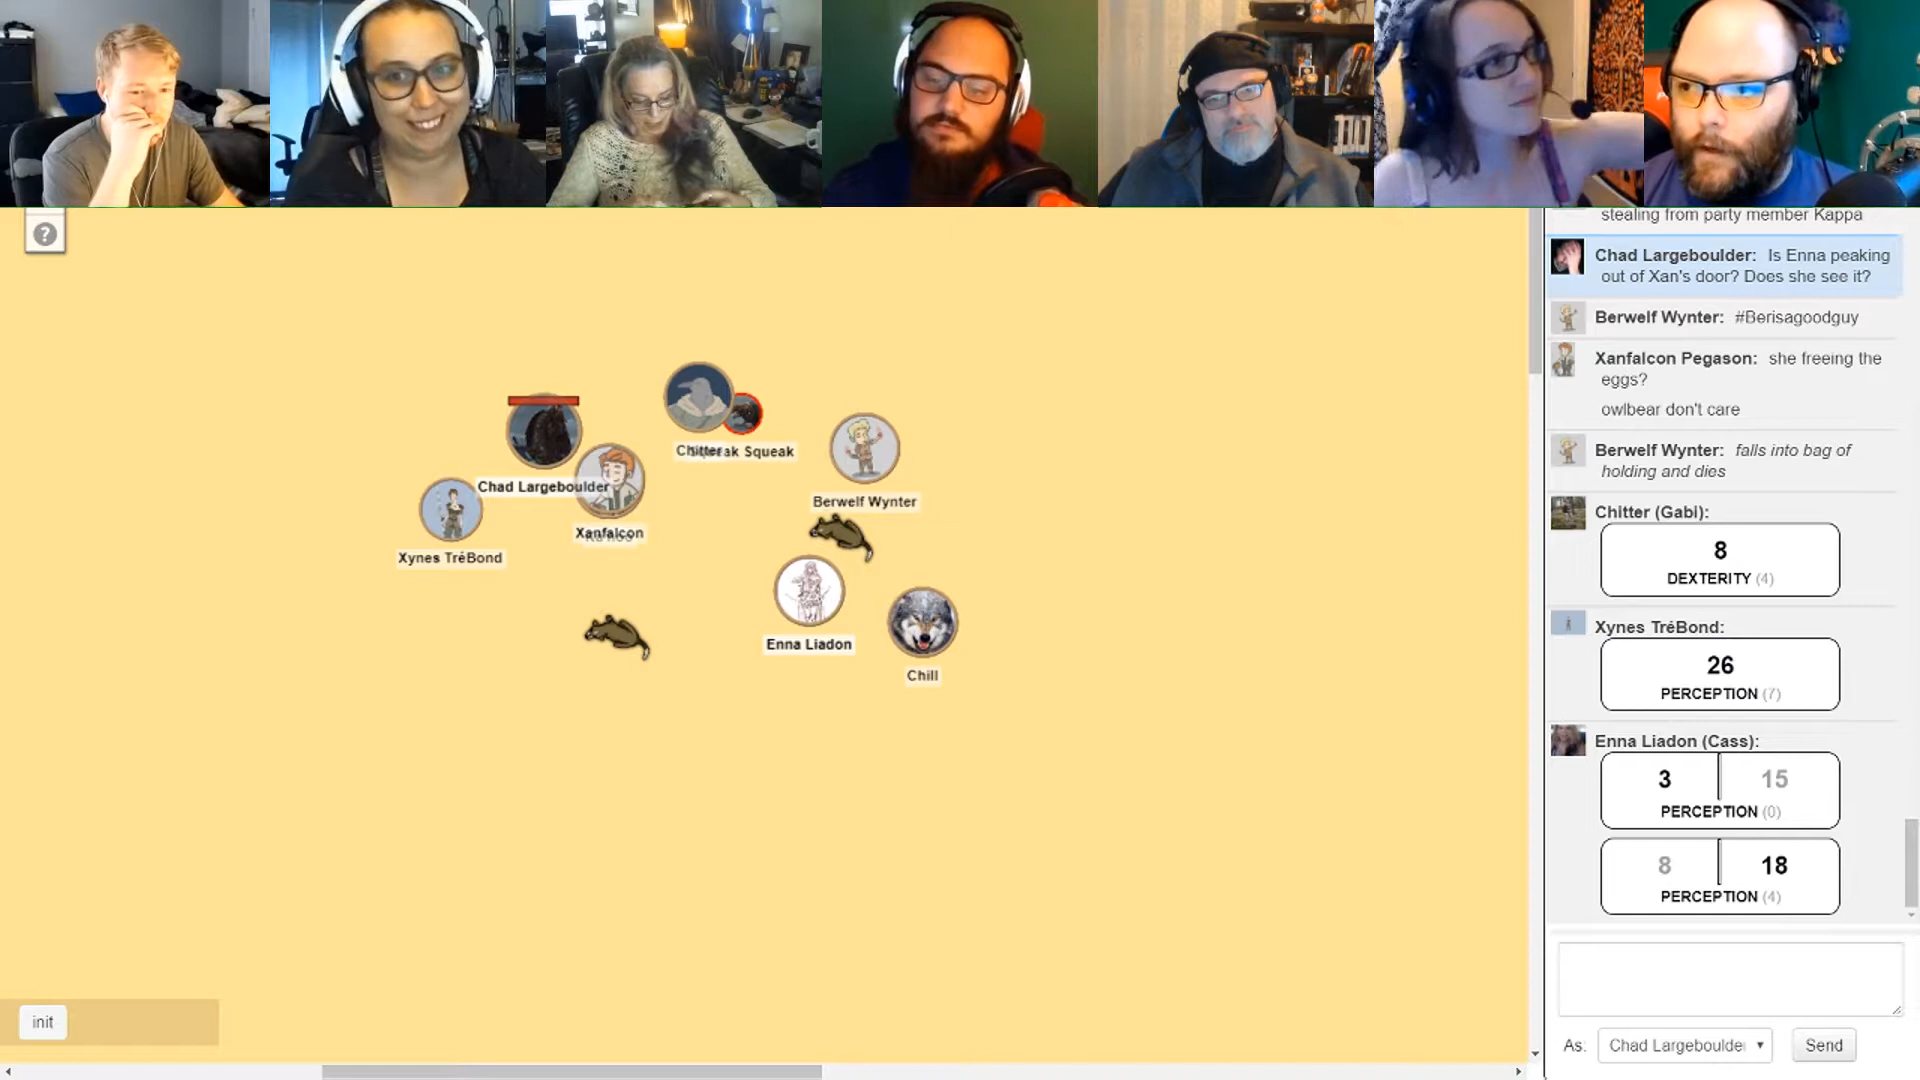 ?
stealing from party member Kappa
Chad Largeboulder: Is Enna peaking
out of Xan's door? Does she see it?
Berwelf Wynter: #Berisagoodguy
Xanfalcon Pegason: she freeing the
eggs?
owlbear don't care
Berwelf Wynter: falls into bag of
holding and dies
Chitter (Gabi):
8
DEXTERITY (4)
Xynes TréBond:
26
PERCEPTION (7)
Enna Liadon (Cass):
3 15
PERCEPTION (0)
8 18
PERCEPTION (4)
Chitter
Squeak
Berwelf Wynter
Chad Largeboulder
Xanfalcon
Xynes TréBond
Enna Liadon
Chill
init
As: Chad Largeboulde
Send